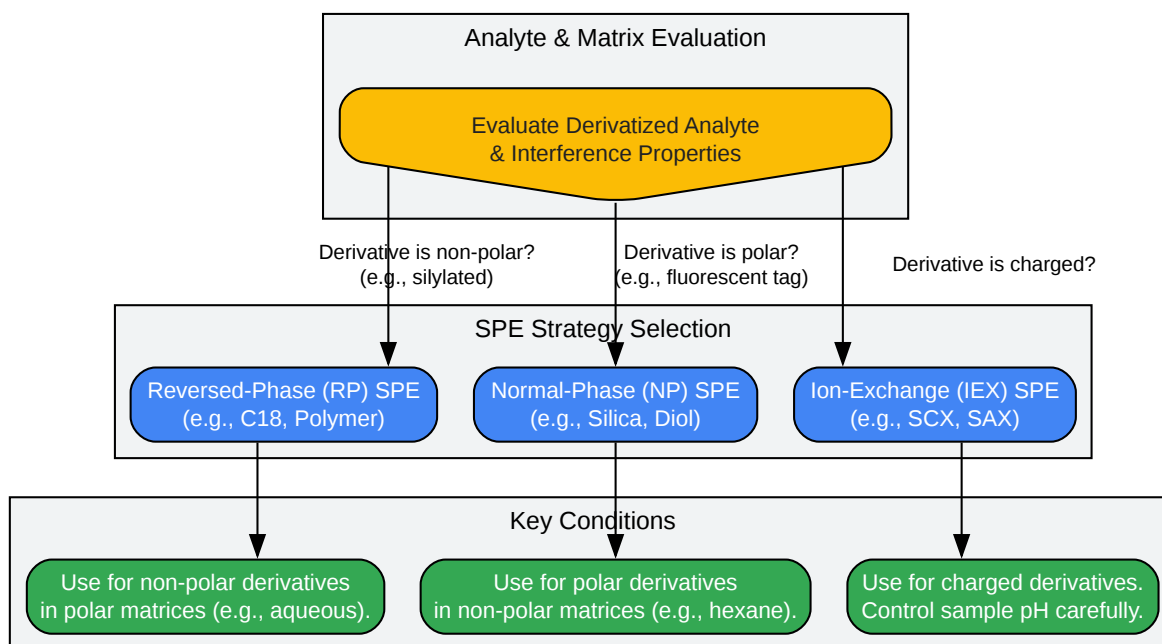 Analyte & Matrix Evaluation
Evaluate Derivatized Analyte
& Interference Properties
Derivative is non-polar?
(e.g., silylated)
Derivative is polar?
(e.g., fluorescent tag)
Derivative is charged?
SPE Strategy Selection
Reversed-Phase (RP) SPE
(e.g., C18, Polymer)
Normal-Phase (NP) SPE
(e.g., Silica, Diol)
Ion-Exchange (IEX) SPE
(e.g., SCX, SAX)
Key Conditions
Use for non-polar derivatives
in polar matrices (e.g., aqueous).
Use for polar derivatives
in non-polar matrices (e.g., hexane).
Use for charged derivatives.
Control sample pH carefully.